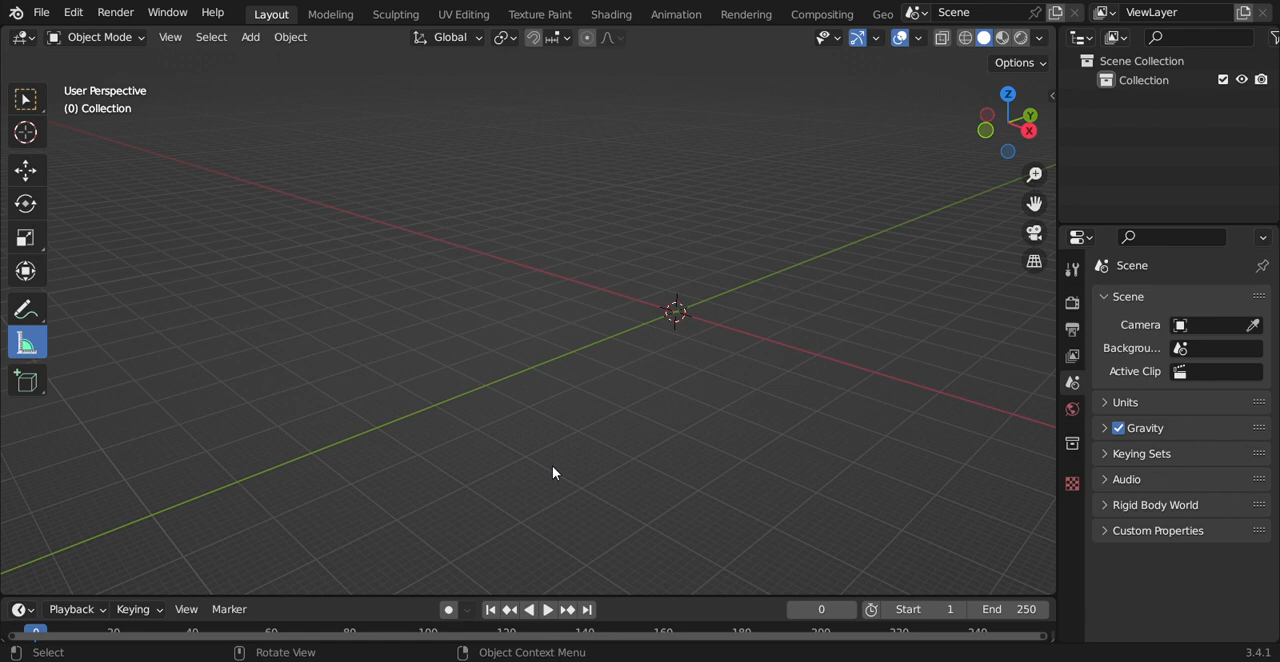 File Edit Render Window Help Layout Modeling Sculpting UV Editing Texture Paint Shading Animation Rendering Compositing Geo Scene ViewLayer
Object Mode View Select Add Object Global
Options
User Perspective
(0) Collection
Z
Y
X
Scene Collection
Collection
Scene
Scene
Camera
Backgrou...
Active Clip
Units
Gravity
Keying Sets
Audio
Rigid Body World
Custom Properties
Playback Keying View Marker 0 Start 1 End 250
0 20 40 60 80 100 120 140 160 180 200 220 240
Select Rotate View Object Context Menu 3.4.1